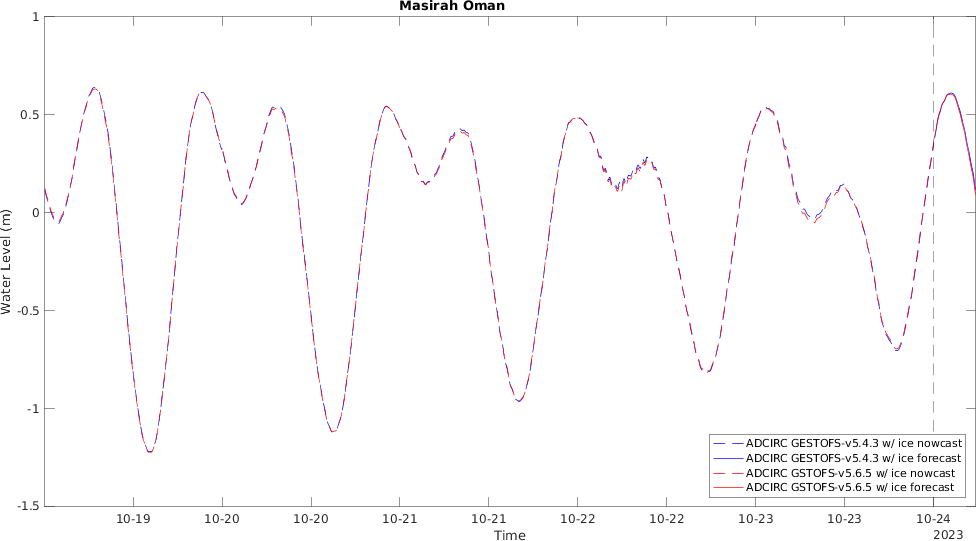 Masirah Oman
1
0.5
0
-0.5
-1
-1.5
Water Level (m)
10-19
10-20
10-20
10-21
10-21
10-22
10-22
10-23
10-23
10-24
2023
Time
ADCIRC GESTOFS-v5.4.3 w/ ice nowcast
ADCIRC GESTOFS-v5.4.3 w/ ice forecast
ADCIRC GSTOFS-v5.6.5 w/ ice nowcast
ADCIRC GSTOFS-v5.6.5 w/ ice forecast